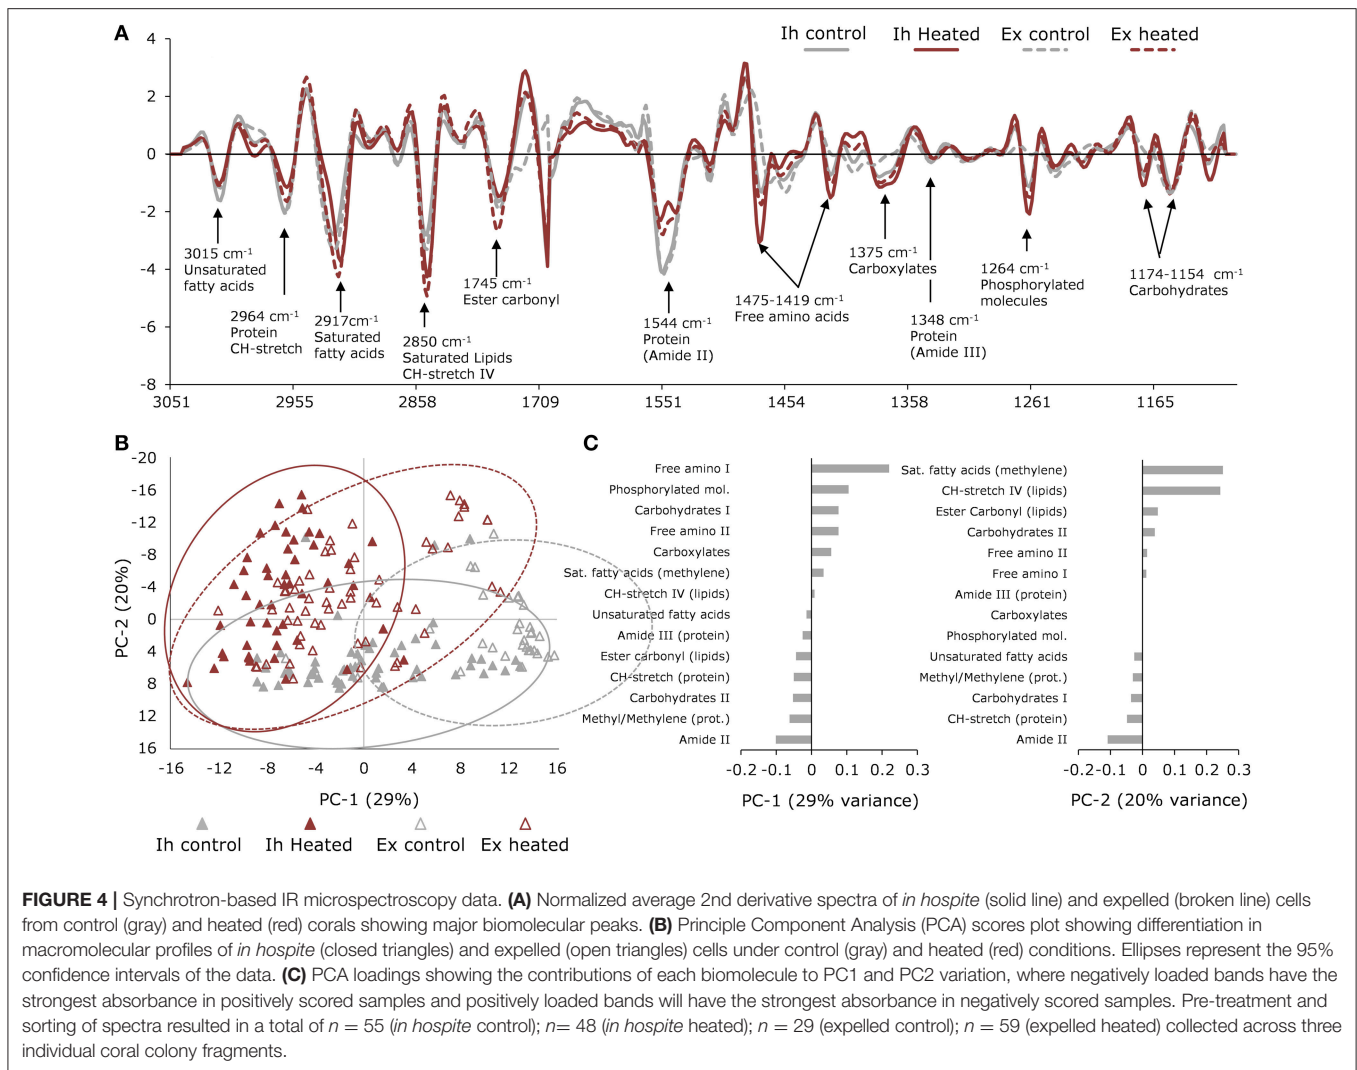 A
Ih control
Ih Heated
Ex control
Ex heated
4
2
0
-2
-4
-6
-8
3015 cm-1
Unsaturated
fatty acids
2964 cm-1
Protein
CH-stretch
2917cm-1
Saturated
fatty acids
2850 cm-1
Saturated Lipids
CH-stretch IV
1745 cm-1
Ester carbonyl
1544 cm-1
Protein
(Amide II)
1475-1419 cm-1
Free amino acids
1375 cm-1
Carboxylates
1348 cm-1
Protein
(Amide III)
1264 cm-1
Phosphorylated
molecules
1174-1154 cm-1
Carbohydrates
3051 2955 2858 1709 1551 1454 1358 1261 1165
B
PC-2 (20%)
-20
-16
-12
-8
-4
0
4
8
12
16
-16 -12 -8 -4 0 4 8 12 16
PC-1 (29%)
Ih control Ih Heated Ex control Ex heated
C
Free amino I
Phosphorylated mol.
Carbohydrates I
Free amino II
Carboxylates
Sat. fatty acids (methylene)
CH-stretch IV (lipids)
Unsaturated fatty acids
Amide III (protein)
Ester carbonyl (lipids)
CH-stretch (protein)
Carbohydrates II
Methyl/Methylene (prot.)
Amide II
-0.2 -0.1 0 0.1 0.2 0.3
PC-1 (29% variance)
Sat. fatty acids (methylene)
CH-stretch IV (lipids)
Ester Carbonyl (lipids)
Carbohydrates II
Free amino II
Free amino I
Amide III (protein)
Carboxylates
Phosphorylated mol.
Unsaturated fatty acids
Methyl/Methylene (prot.)
Carbohydrates I
CH-stretch (protein)
Amide II
-0.2 -0.1 0 0.1 0.2 0.3
PC-2 (20% variance)
FIGURE 4 | Synchrotron-based IR microspectroscopy data. (A) Normalized average 2nd derivative spectra of in hospite (solid line) and expelled (broken line) cells
from control (gray) and heated (red) corals showing major biomolecular peaks. (B) Principle Component Analysis (PCA) scores plot showing differentiation in
macromolecular profiles of in hospite (closed triangles) and expelled (open triangles) cells under control (gray) and heated (red) conditions. Ellipses represent the 95%
confidence intervals of the data. (C) PCA loadings showing the contributions of each biomolecule to PC1 and PC2 variation, where negatively loaded bands have the
strongest absorbance in positively scored samples and positively loaded bands will have the strongest absorbance in negatively scored samples. Pre-treatment and
sorting of spectra resulted in a total of n = 55 (in hospite control); n= 48 (in hospite heated); n = 29 (expelled control); n = 59 (expelled heated) collected across three
individual coral colony fragments.